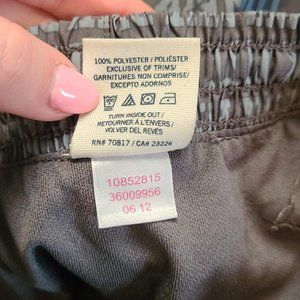 100% POLYESTER / POLIÉSTER
EXCLUSIVE OF TRIMS/
GARNITURES NON COMPRISE/
EXCEPTO ADORNOS
TURN INSIDE OUT /
RETOURNER À L'ENVERS /
VOLVER DEL REVÉS
RN# 70817 / CA# 23226
10852815
36009956
06 12